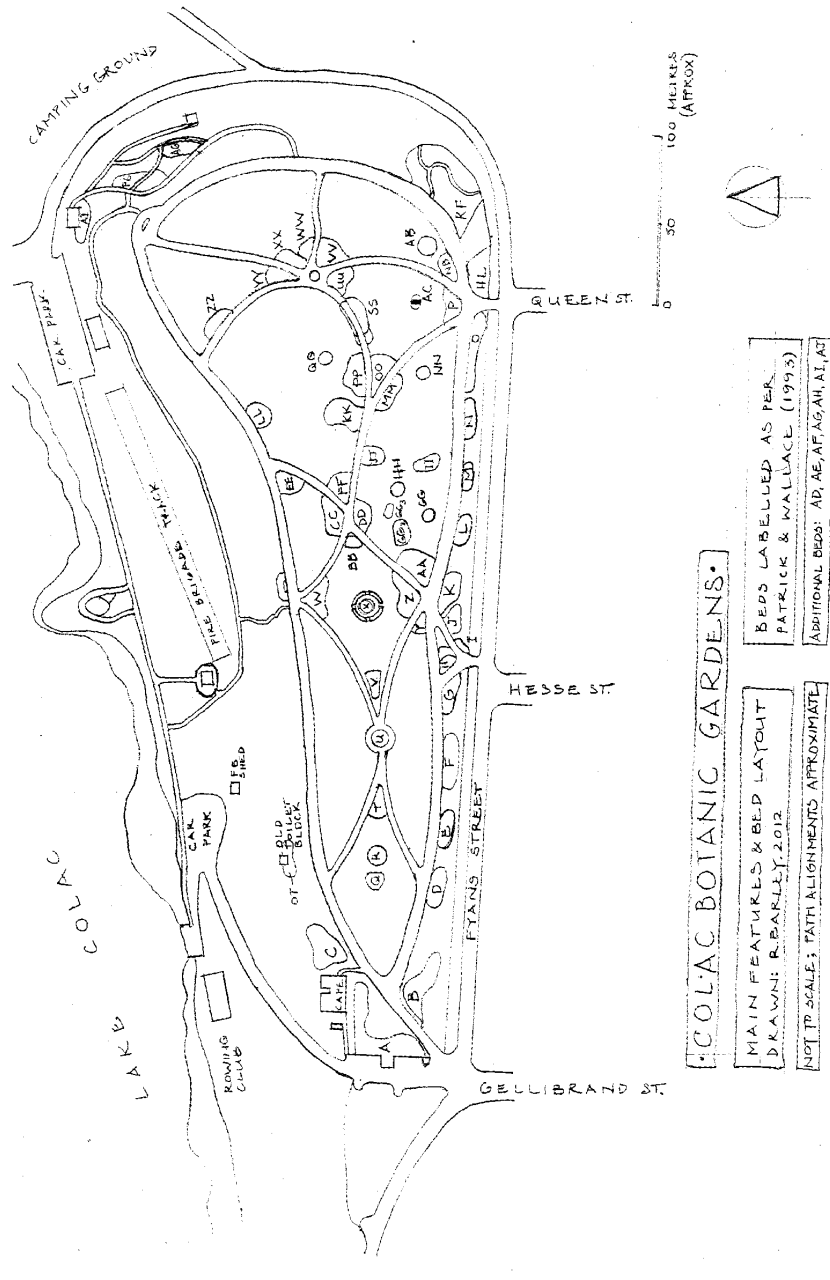 CAMPING GROUND
CAR PARK
AG
AI
LAKE COLAC
FIRE BRIGADE TRACK
CAR
PARK
FB
SHED
OLD
TOILET
BLOCK
OT
ROWING
CLUB
CAFE
A
B
C
D
E
F
G
H
I
J
K
L
M
N
P
Q
R
T
U
V
W
X
Y
Z
AA
BB
CC
DD
EE
FF
GG
GG2
GG3
HH
II
JJ
KK
LL
MM
NN
OO
PP
QQ
SS
UU
VV
WW
XX
YY
ZZ
AB
AC
HL
KF
FYANS STREET
GELLIBRAND ST.
HESSE ST.
QUEEN ST.
0 50 100 METRES
(APPROX)
•COLAC BOTANIC GARDENS•
MAIN FEATURES & BED LAYOUT
DRAWN: R.BARLEY.2012
NOT TO SCALE; PATH ALIGNMENTS APPROXIMATE
BEDS LABELLED AS PER
PATRICK & WALLACE (1993)
ADDITIONAL BEDS: AD, AE, AF, AG, AH, AI, AJ